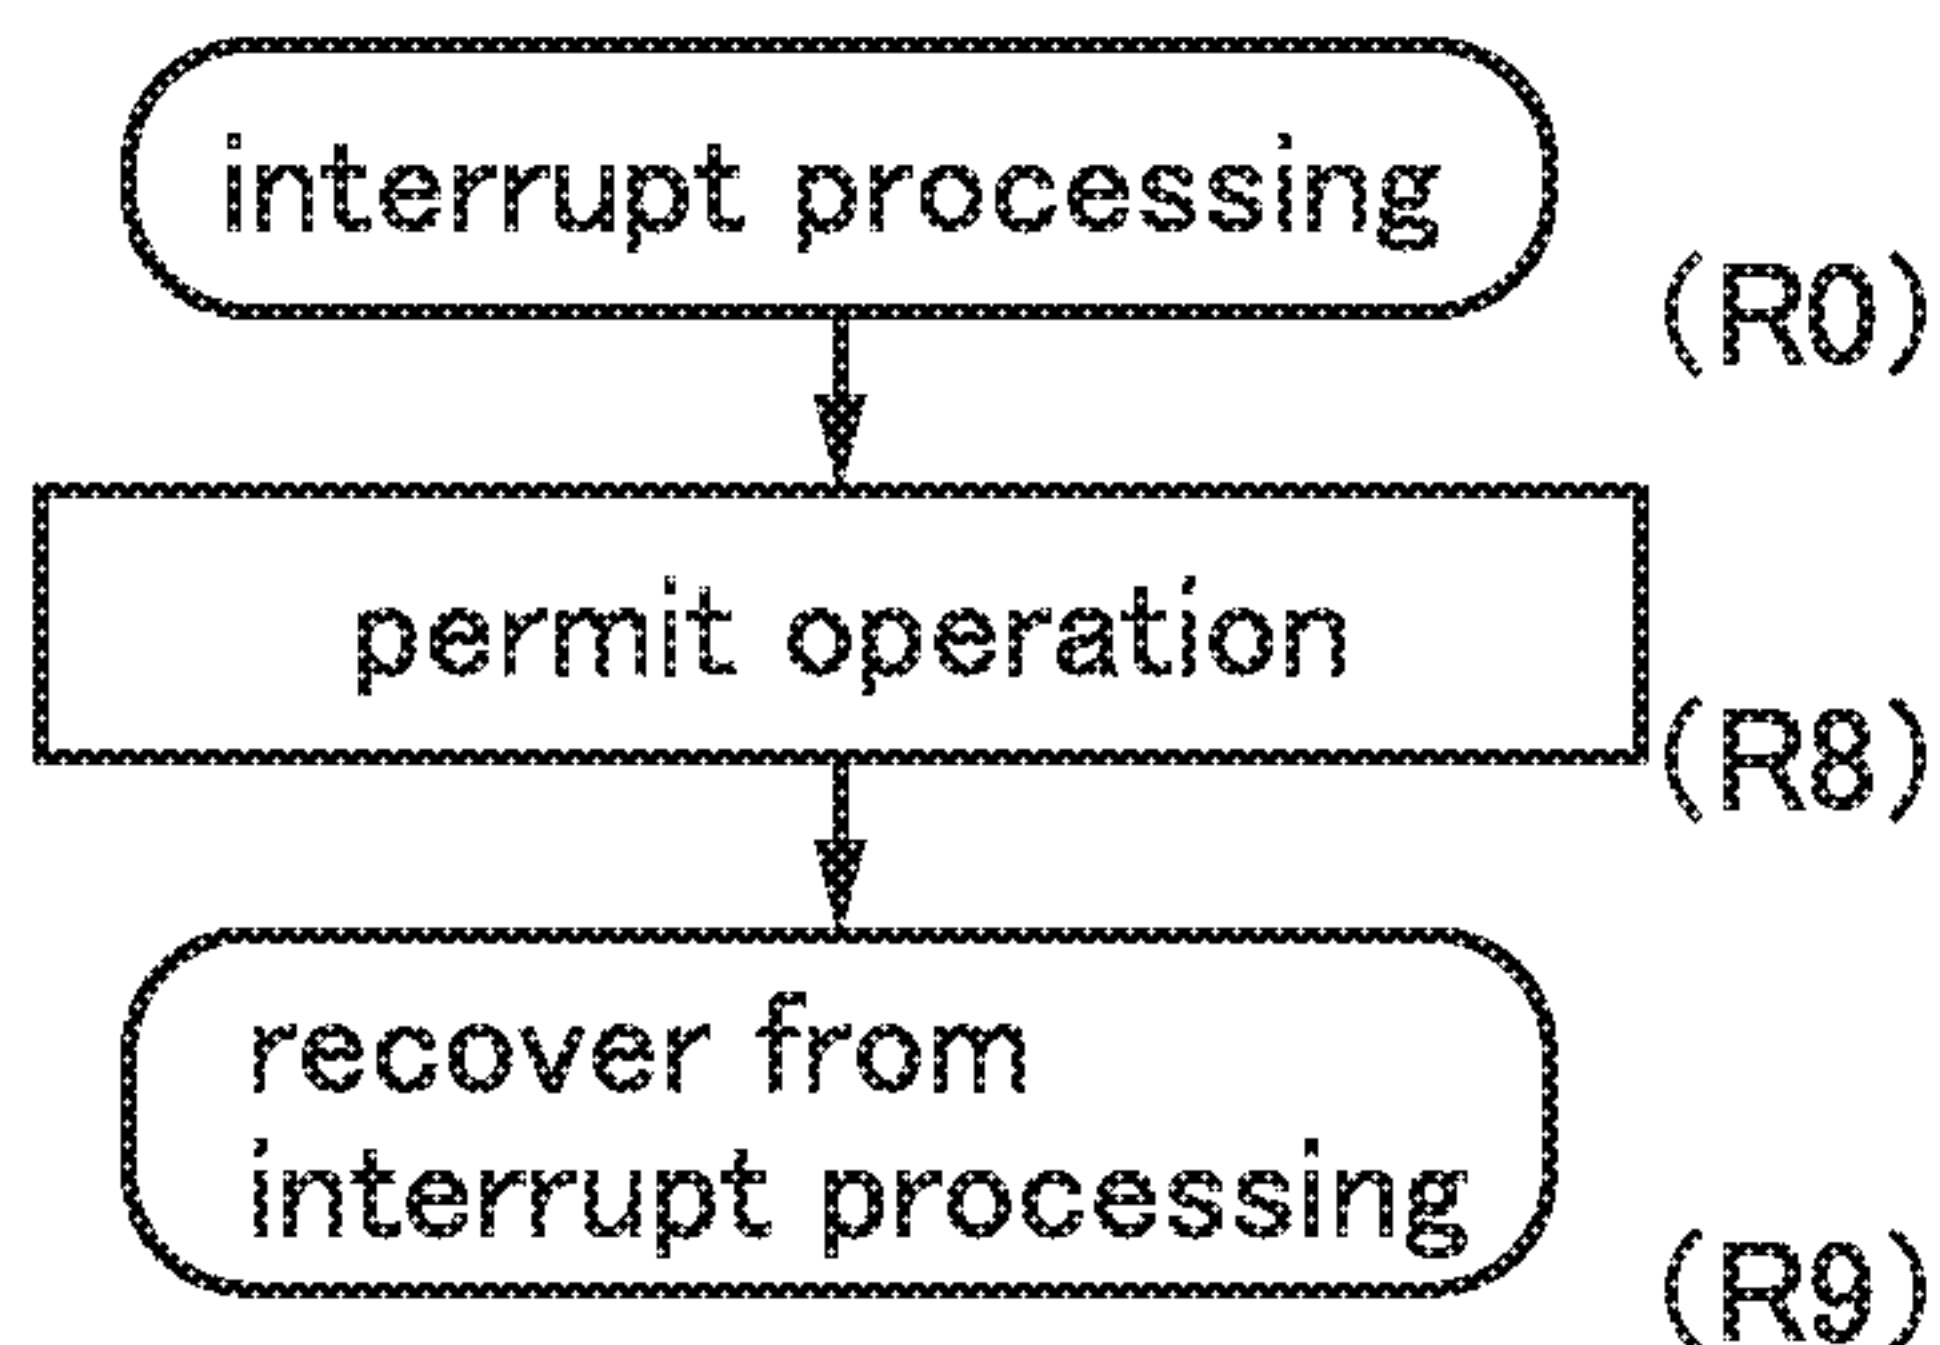 interrupt processing
(R0)
permit operation
(R8)
recover from
interrupt processing
(R9)